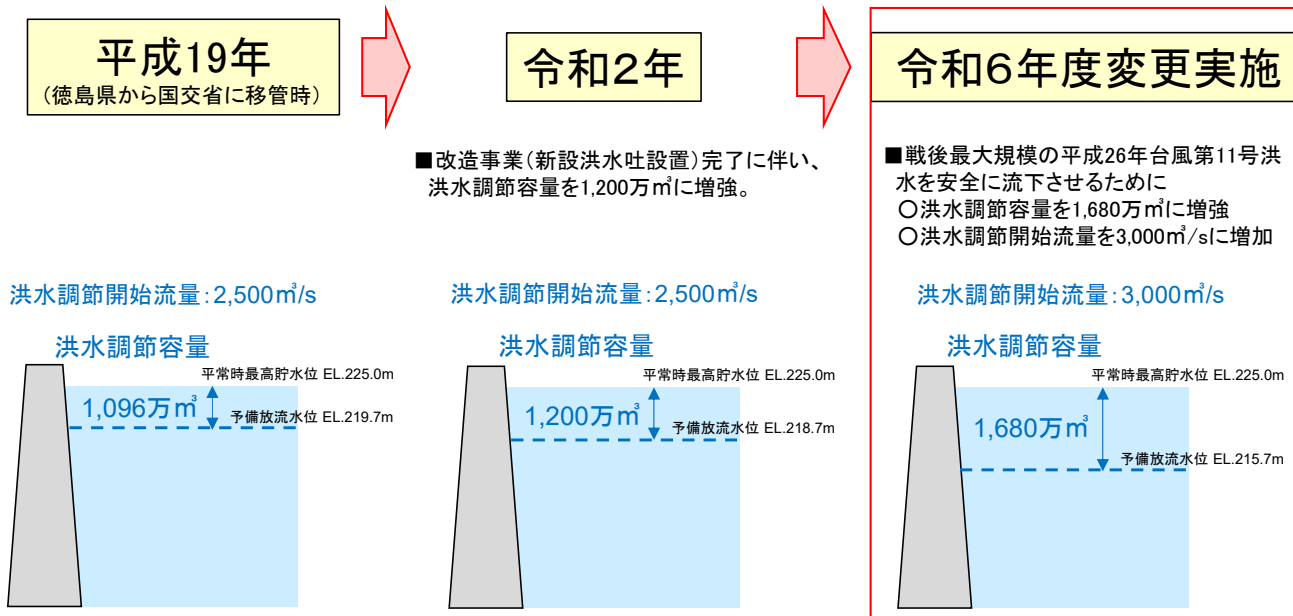 平成19年
(徳島県から国交省に移管時)
令和2年
令和6年度変更実施
■改造事業(新設洪水吐設置)完了に伴い、
洪水調節容量を1,200万㎥に増強。
■戦後最大規模の平成26年台風第11号洪
水を安全に流下させるために
○洪水調節容量を1,680万㎥に増強
○洪水調節開始流量を3,000㎥/sに増加
洪水調節開始流量:2,500㎥/s
洪水調節容量
平常時最高貯水位 EL.225.0m
1,096万㎥
予備放流水位 EL.219.7m
洪水調節開始流量:2,500㎥/s
洪水調節容量
平常時最高貯水位 EL.225.0m
1,200万㎥
予備放流水位 EL.218.7m
洪水調節開始流量:3,000㎥/s
洪水調節容量
平常時最高貯水位 EL.225.0m
1,680万㎥
予備放流水位 EL.215.7m